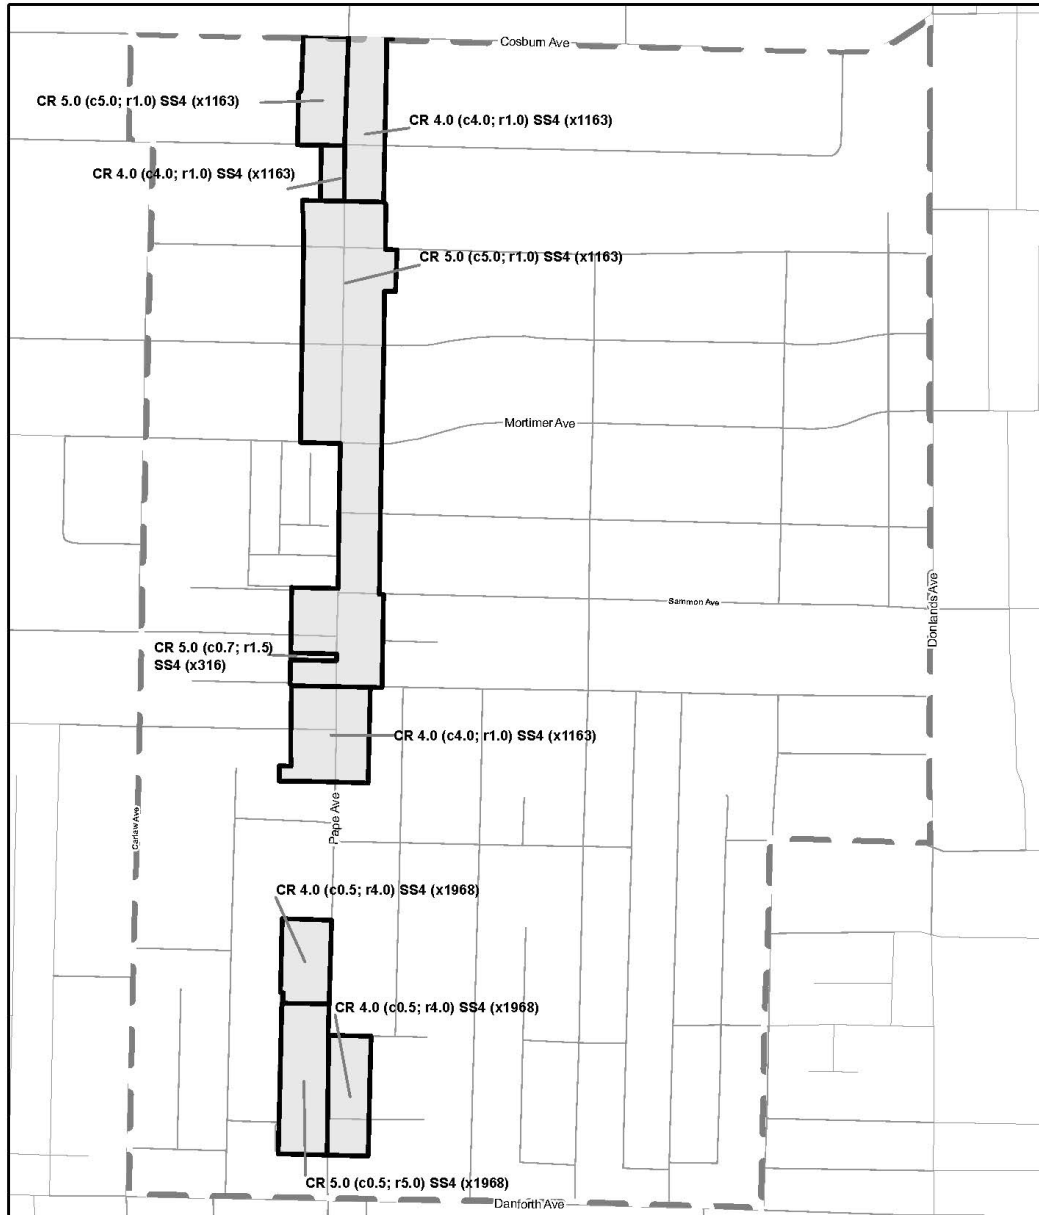 Cosburn Ave
CR 5.0 (c5.0; r1.0) SS4 (x1163)
CR 4.0 (c4.0; r1.0) SS4 (x1163)
CR 4.0 (c4.0; r1.0) SS4 (x1163)
CR 5.0 (c5.0; r1.0) SS4 (x1163)
Mortimer Ave
Sammon Ave
Donlands Ave
CR 5.0 (c0.7; r1.5)
SS4 (x316)
CR 4.0 (c4.0; r1.0) SS4 (x1163)
Carlaw Ave
Pape Ave
CR 4.0 (c0.5; r4.0) SS4 (x1968)
CR 4.0 (c0.5; r4.0) SS4 (x1968)
CR 5.0 (c0.5; r5.0) SS4 (x1968)
Danforth Ave